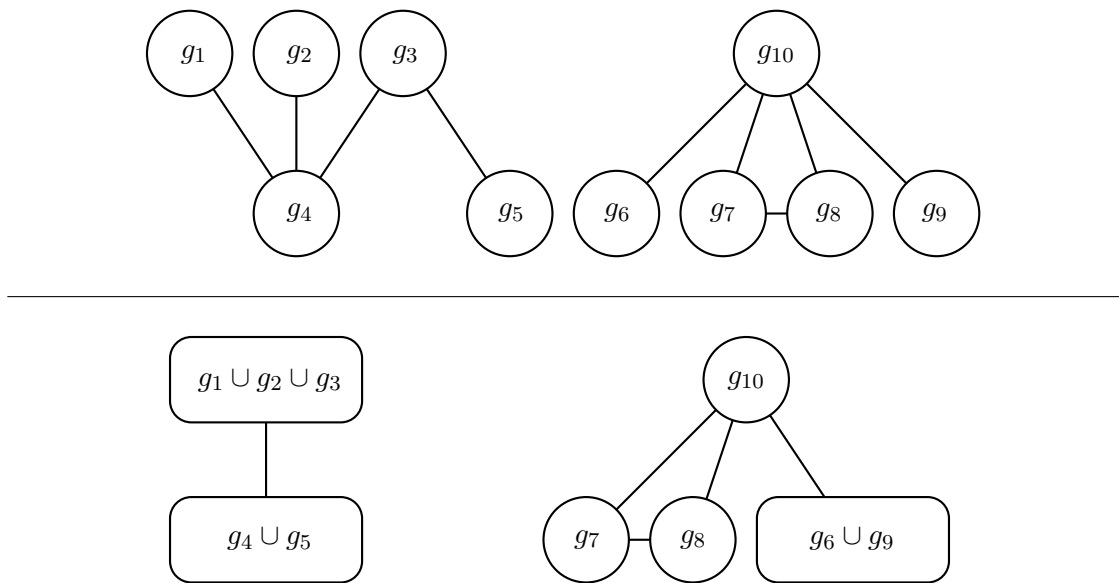 g₁ g₂ g₃ g₁₀
g₄ g₅ g₆ g₇ g₈ g₉
g₁ ∪ g₂ ∪ g₃ g₁₀
g₄ ∪ g₅ g₇ g₈ g₆ ∪ g₉